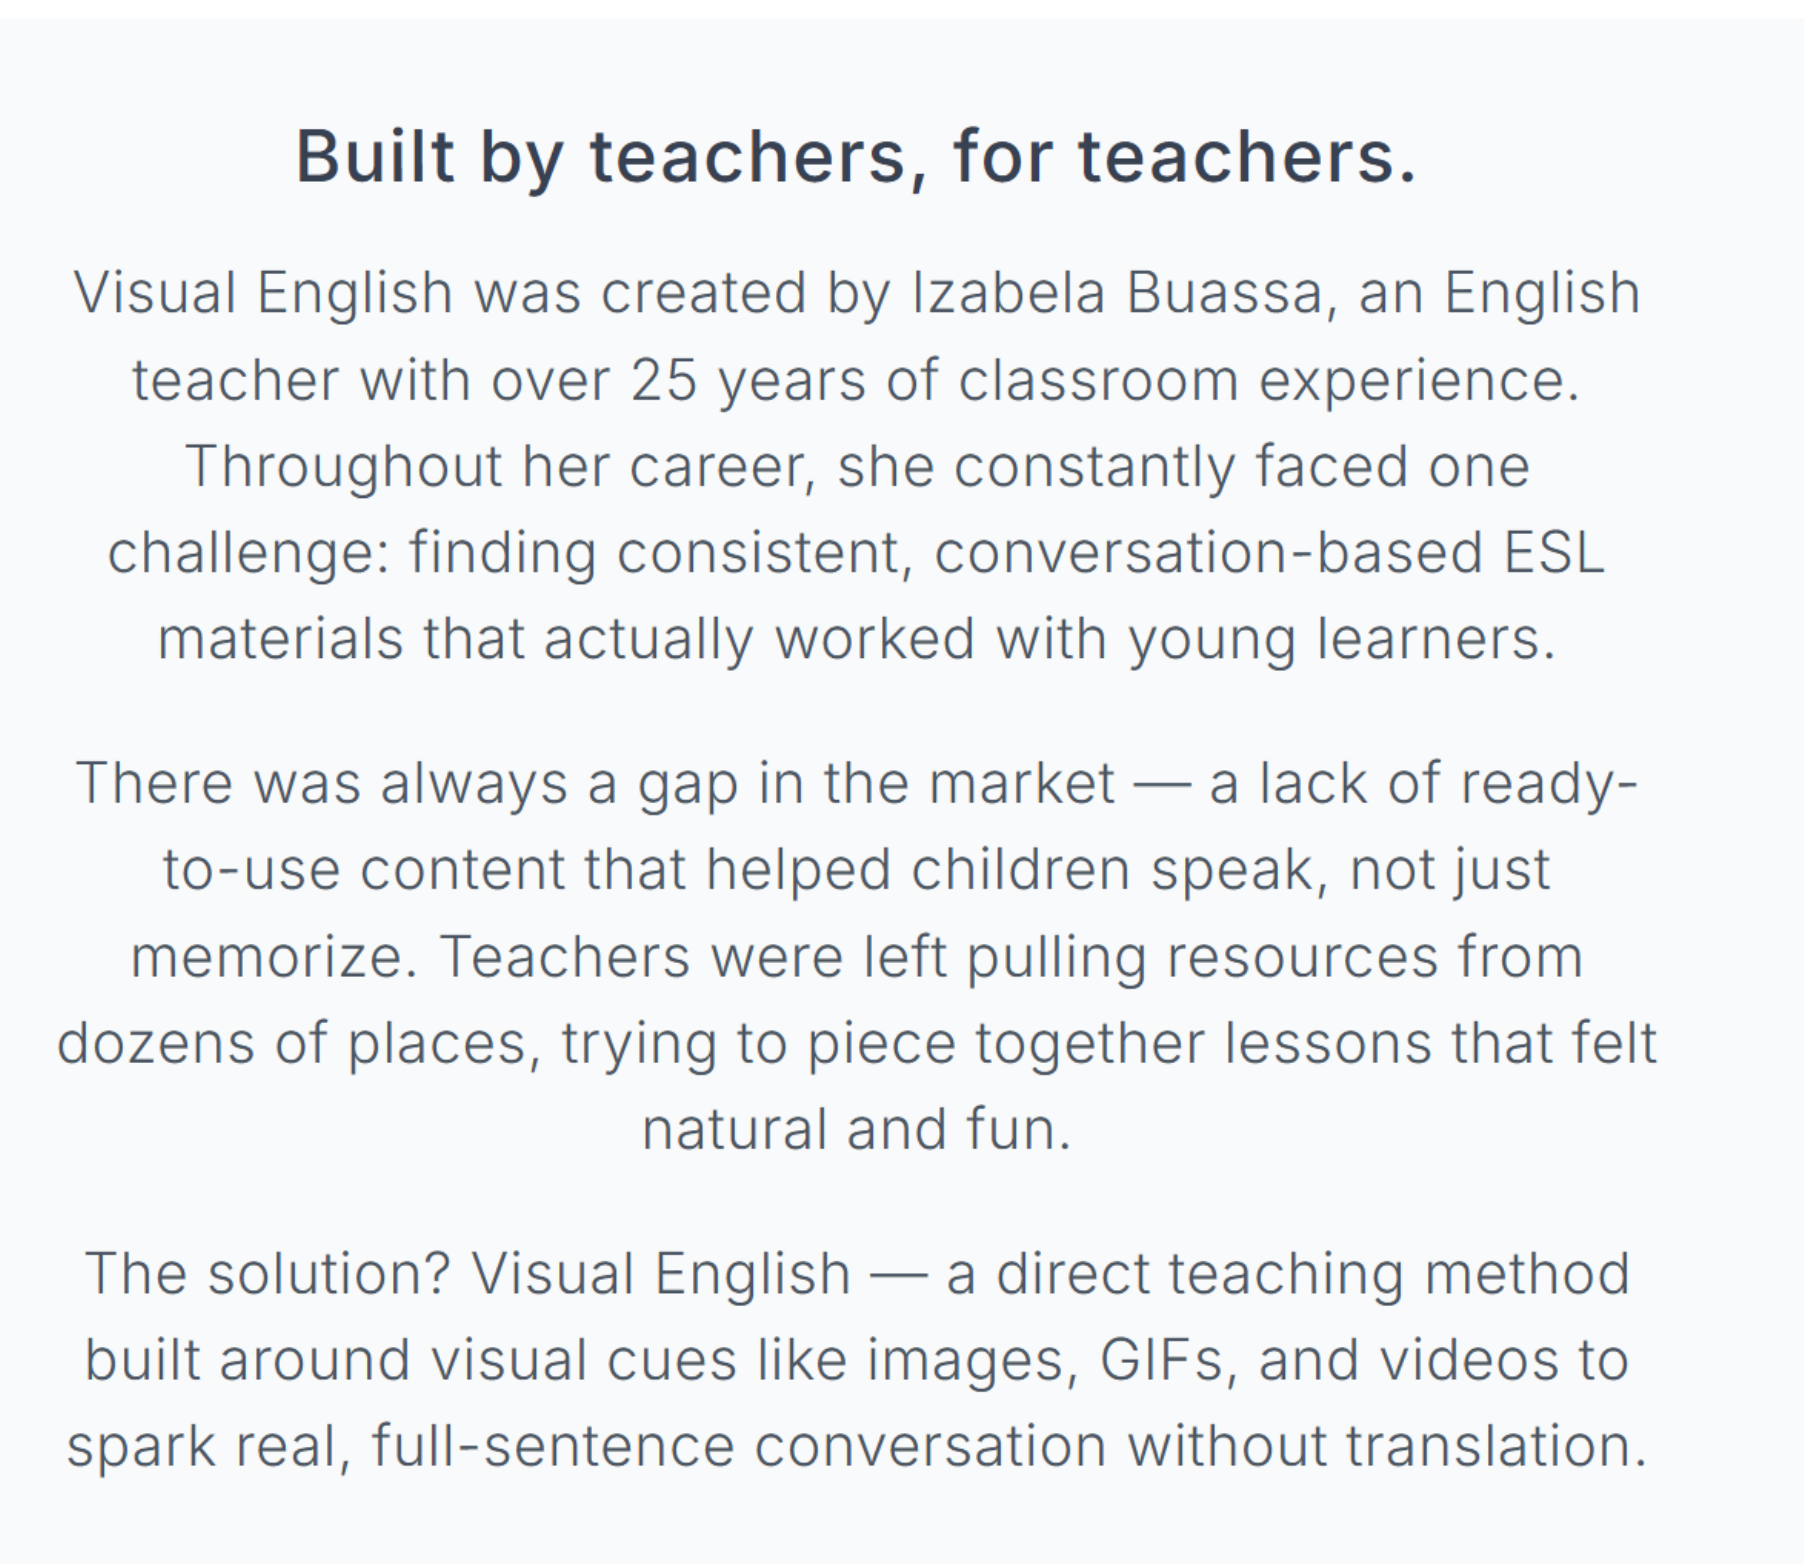 Built by teachers, for teachers.
Visual English was created by Izabela Buassa, an English
teacher with over 25 years of classroom experience.
Throughout her career, she constantly faced one
challenge: finding consistent, conversation-based ESL
materials that actually worked with young learners.
There was always a gap in the market — a lack of ready-
to-use content that helped children speak, not just
memorize. Teachers were left pulling resources from
dozens of places, trying to piece together lessons that felt
natural and fun.
The solution? Visual English — a direct teaching method
built around visual cues like images, GIFs, and videos to
spark real, full-sentence conversation without translation.